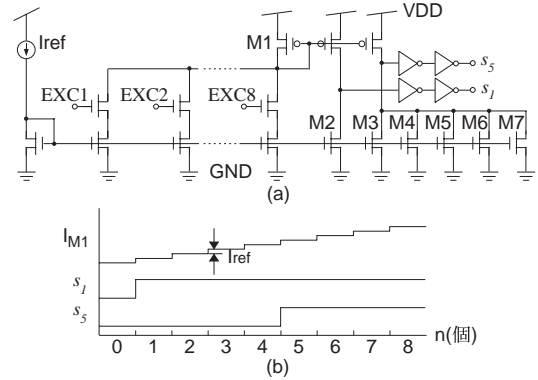 VDD
Iref
M1
s5
s1
EXC1 EXC2 EXC8
M2 M3 M4 M5 M6 M7
GND
(a)
IM1
Iref
s1
s5
0 1 2 3 4 5 6 7 8 n(個)
(b)